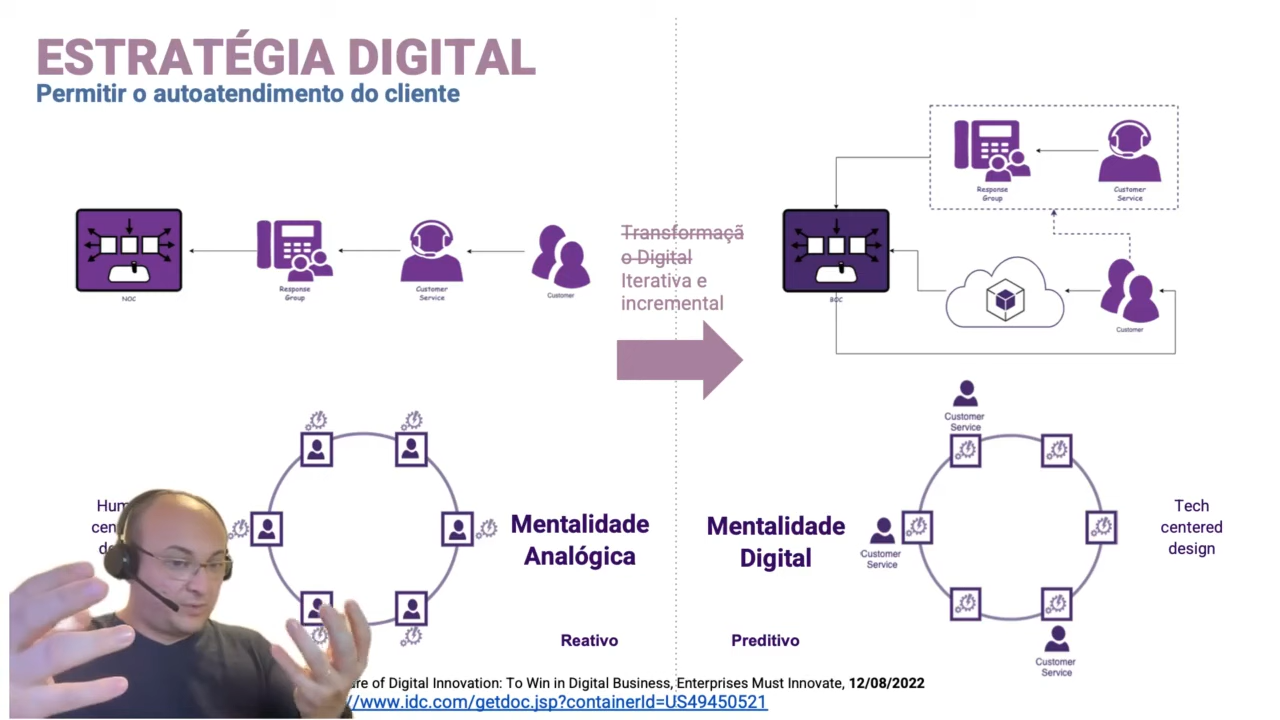 ESTRATÉGIA DIGITAL
Permitir o autoatendimento do cliente
NOC
Response
Group
Customer
Service
Customer
Transformaçã
o Digital
Iterativa e
incremental
Response
Group
Customer
Service
Customer
Mentalidade
Analógica
Reativo
Mentalidade
Digital
Preditivo
Customer
Service
Customer
Service
Customer
Service
Tech
centered
design
of Digital Innovation: To Win in Digital Business, Enterprises Must Innovate, 12/08/2022
//www.idc.com/getdoc.jsp?containerId=US49450521